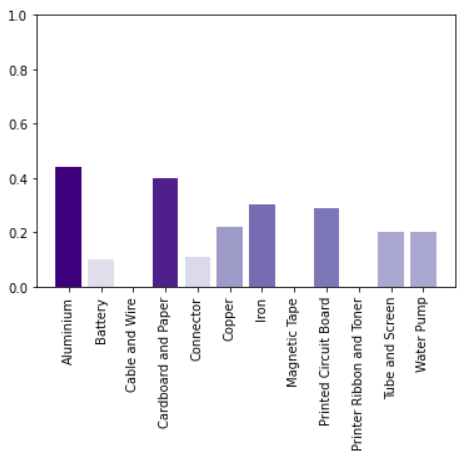 1.0
0.8
0.6
0.4
0.2
0.0
Aluminium
Battery
Cable and Wire
Cardboard and Paper
Connector
Copper
Iron
Magnetic Tape
Printed Circuit Board
Printer Ribbon and Toner
Tube and Screen
Water Pump